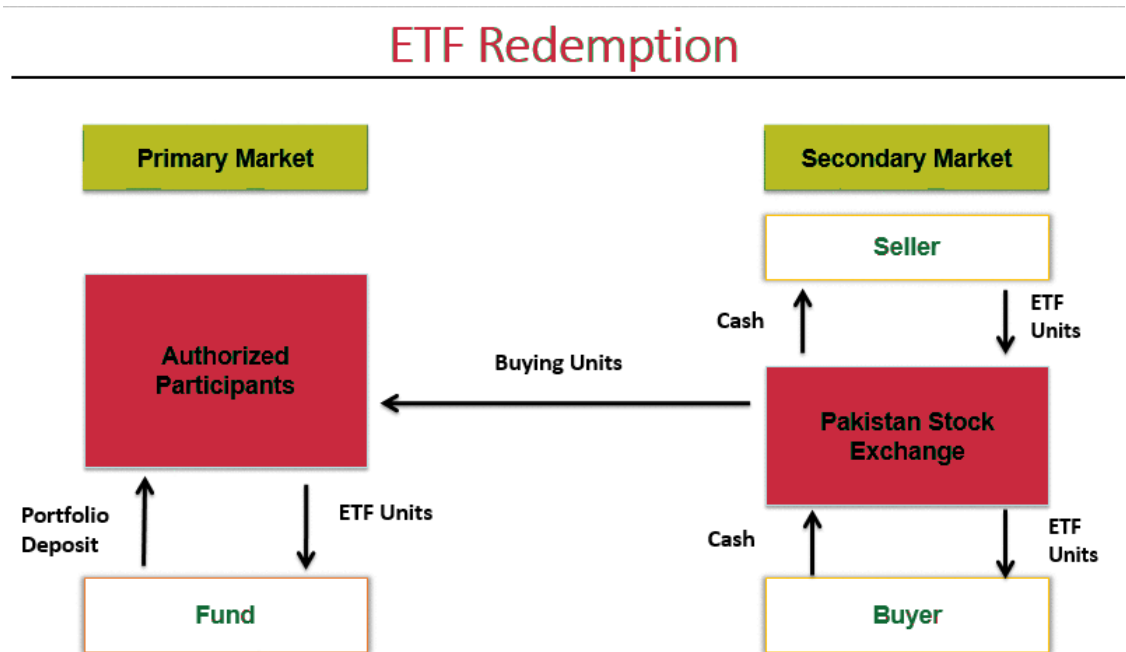 ETF Redemption
Primary Market
Secondary Market
Seller
Cash
ETF
Units
Authorized
Participants
Buying Units
Pakistan Stock
Exchange
Portfolio
Deposit
ETF Units
Cash
ETF
Units
Fund
Buyer